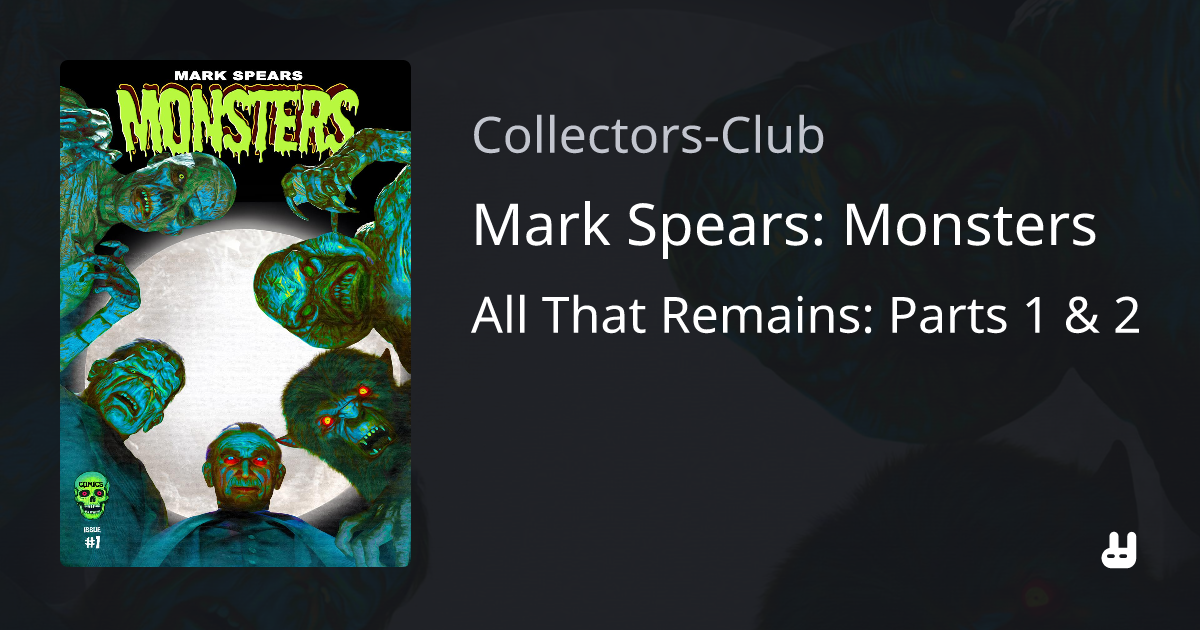 MARK SPEARS
MONSTERS
COMICS
ISSUE
#1
Collectors-Club
Mark Spears: Monsters
All That Remains: Parts 1 & 2